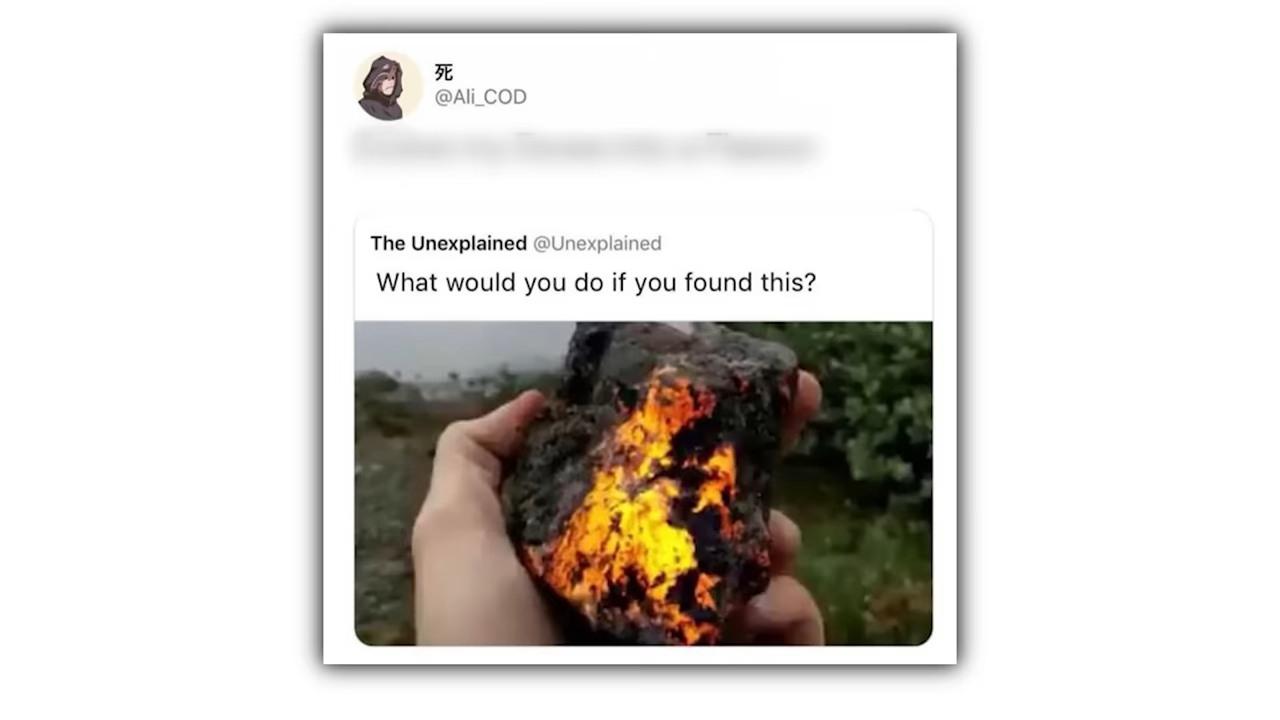 死
@Ali_COD
The Unexplained @Unexplained
What would you do if you found this?